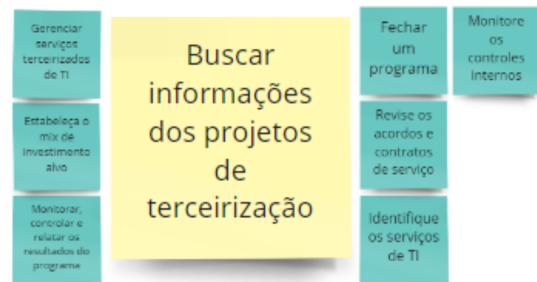 Gerenciar
serviços
terceirizados
de TI
Estabeleça o
mix de
investimento
alvo
Monitorar,
controlar e
relatar os
resultados do
programa
Buscar
informações
dos projetos
de
terceirização
Fechar
um
programa
Revise os
acordos e
contratos
de serviço
Identifique
os serviços
de TI
Monitore
os
controles
internos